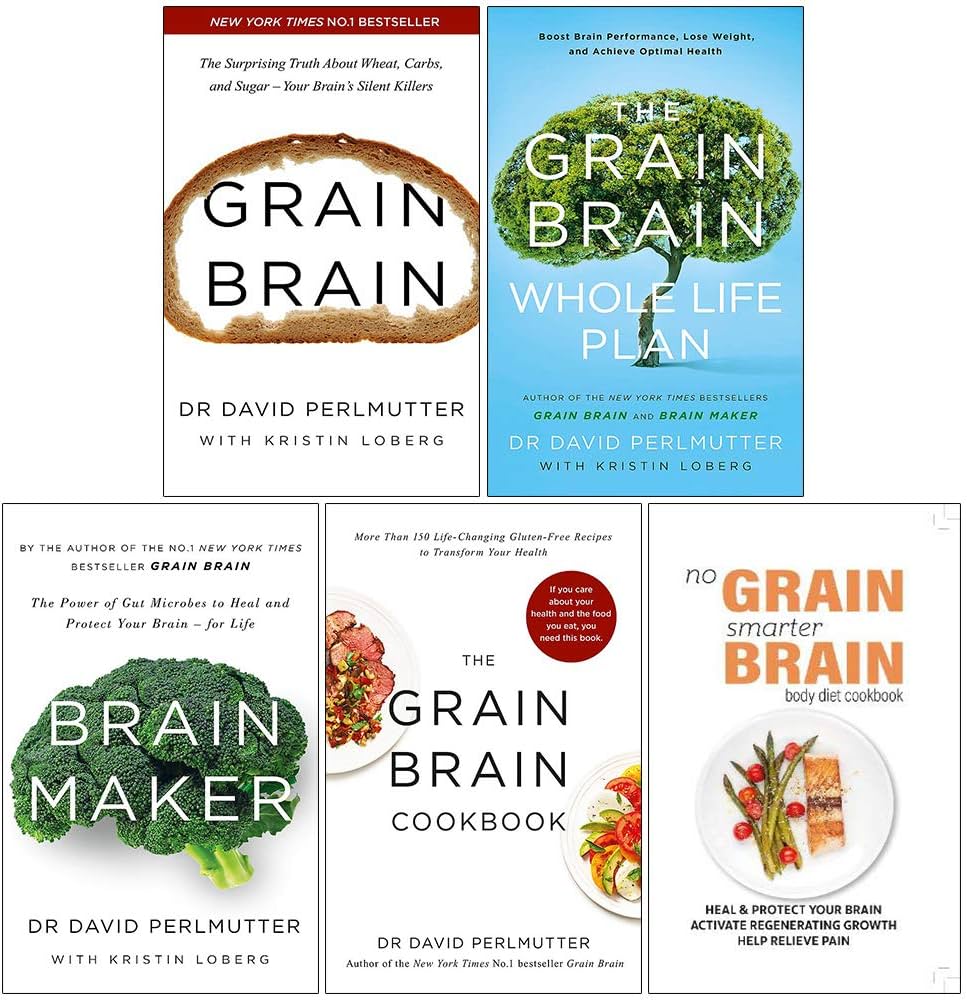 NEW YORK TIMES NO.1 BESTSELLER
The Surprising Truth About Wheat, Carbs,
and Sugar – Your Brain's Silent Killers
GRAIN
BRAIN
DR DAVID PERLMUTTER
WITH KRISTIN LOBERG
Boost Brain Performance, Lose Weight,
and Achieve Optimal Health
THE
GRAIN
BRAIN
WHOLE LIFE
PLAN
AUTHOR OF THE NEW YORK TIMES BESTSELLERS
GRAIN BRAIN AND BRAIN MAKER
DR DAVID PERLMUTTER
WITH KRISTIN LOBERG
BY THE AUTHOR OF THE NO.1 NEW YORK TIMES
BESTSELLER GRAIN BRAIN
The Power of Gut Microbes to Heal and
Protect Your Brain – for Life
BRAIN
MAKER
DR DAVID PERLMUTTER
WITH KRISTIN LOBERG
More Than 150 Life-Changing Gluten-Free Recipes
to Transform Your Health
If you care
about your
health and the food
you eat, you
need this book.
THE
GRAIN
BRAIN
COOKBOOK
DR DAVID PERLMUTTER
Author of the New York Times No.1 bestseller Grain Brain
no
GRAIN
smarter
BRAIN
body diet cookbook
HEAL & PROTECT YOUR BRAIN
ACTIVATE REGENERATING GROWTH
HELP RELIEVE PAIN